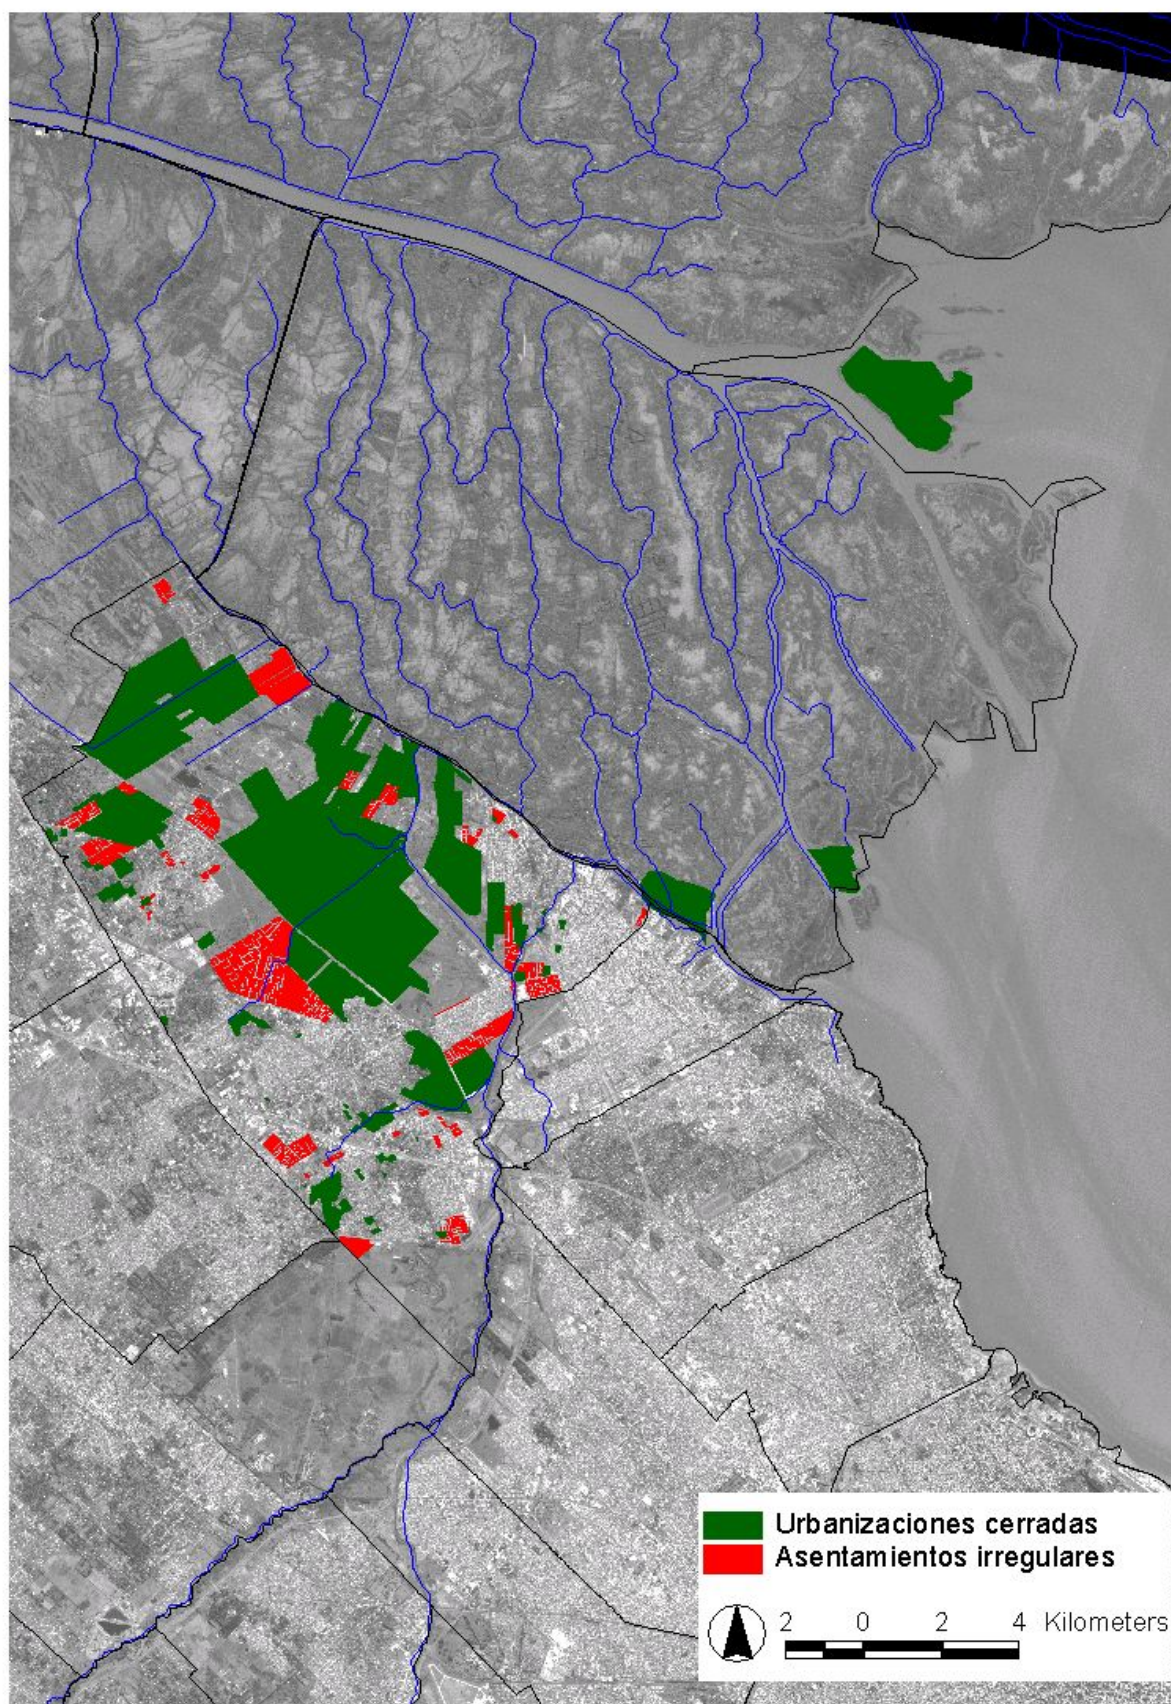 Urbanizaciones cerradas
Asentamientos irregulares
2 0 2 4 Kilometers